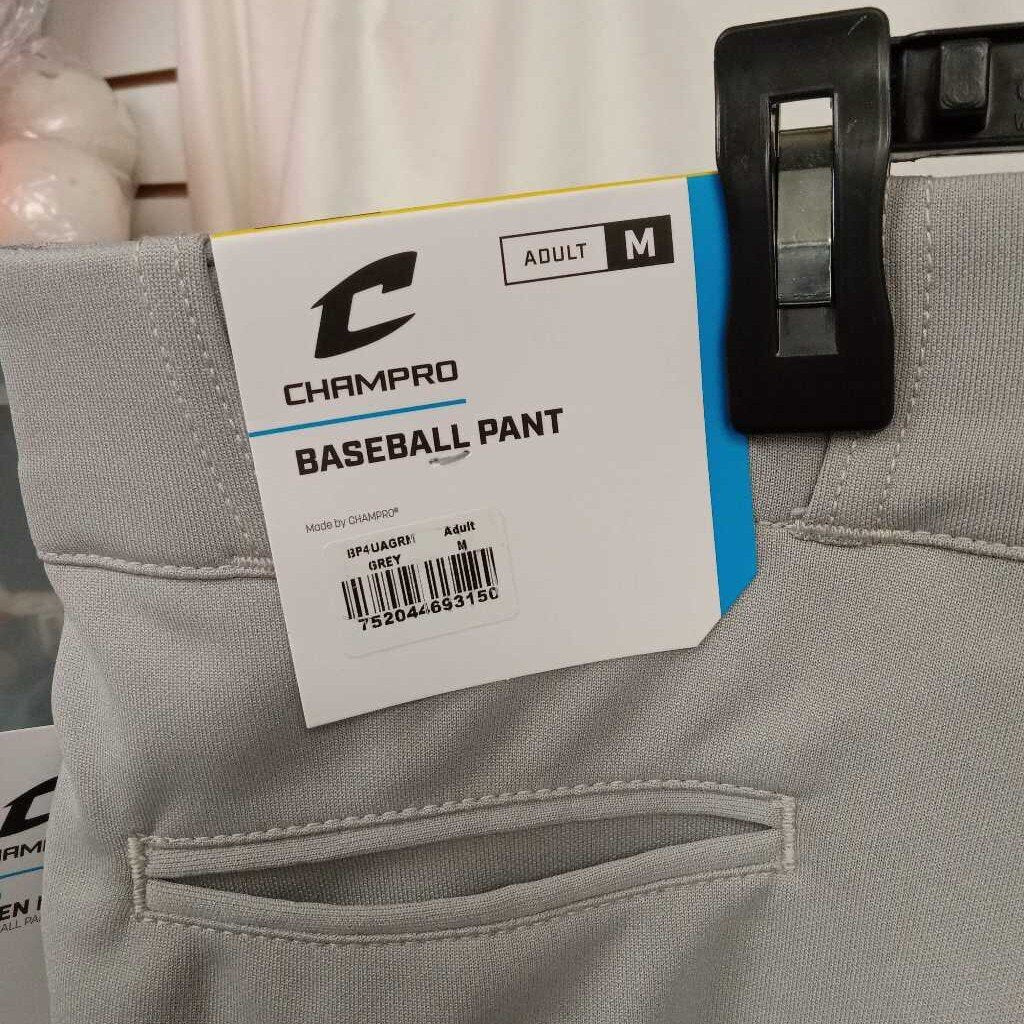 ADULT M
CHAMPRO
BASEBALL PANT
Made by CHAMPRO®
BP4UAGRM Adult
GREY M
752044693150